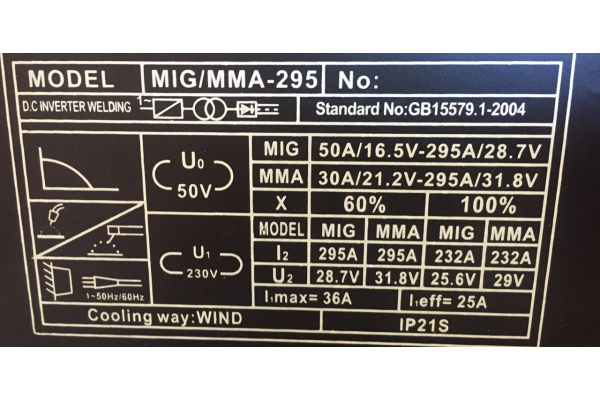 MODEL MIG/MMA-295 No:
D.C INVERTER WELDING 1~ Standard No:GB15579.1-2004
MIG 50A/16.5V-295A/28.7V
U₀ 50V MMA 30A/21.2V-295A/31.8V
X 60% 100%
MODEL MIG MMA MIG MMA
U₁ 230V I₂ 295A 295A 232A 232A
U₂ 28.7V 31.8V 25.6V 29V
1~50Hz/60Hz I₁max= 36A I₁eff= 25A
Cooling way:WIND IP21S